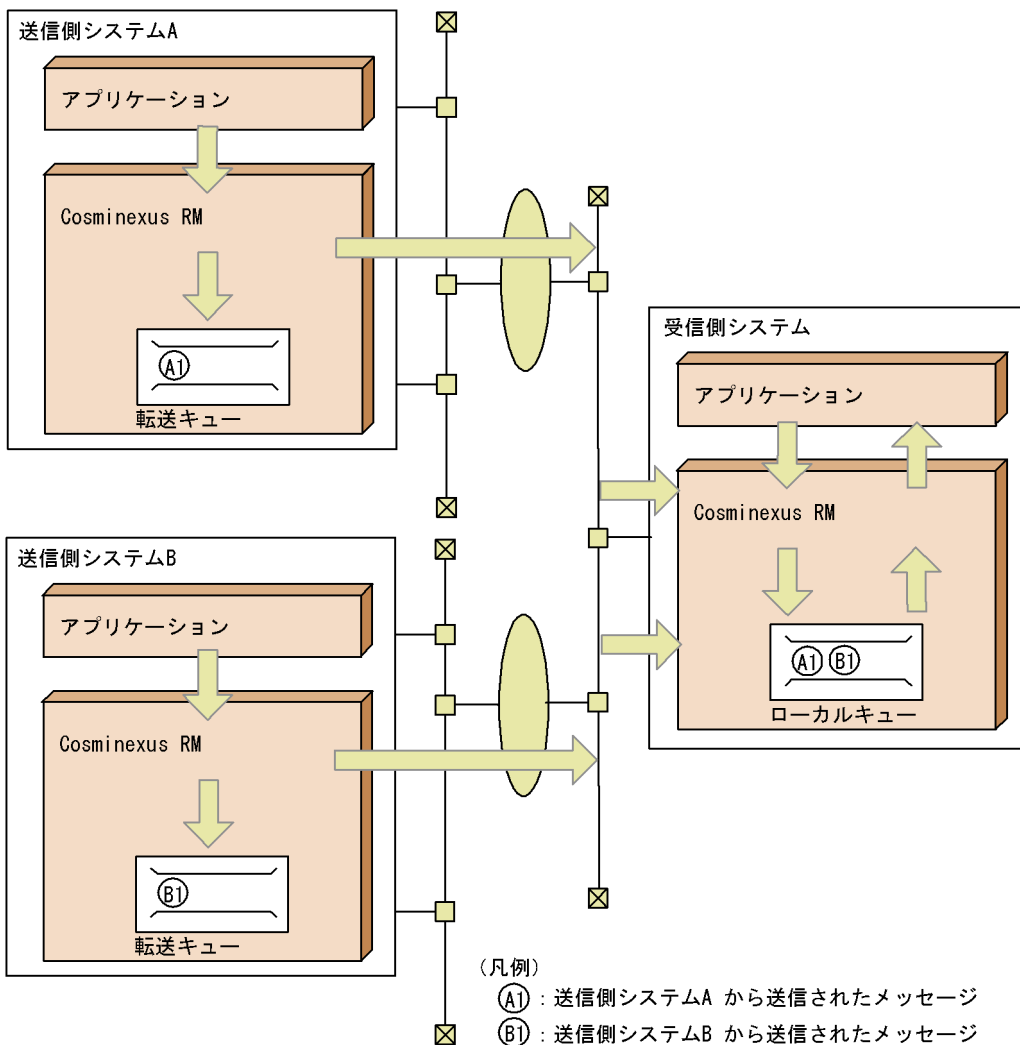 送信側システムA
アプリケーション
Cosminexus RM
A1
転送キュー
送信側システムB
アプリケーション
Cosminexus RM
B1
転送キュー
受信側システム
アプリケーション
Cosminexus RM
A1 B1
ローカルキュー
(凡例)
A1:送信側システムA から送信されたメッセージ
B1:送信側システムB から送信されたメッセージ